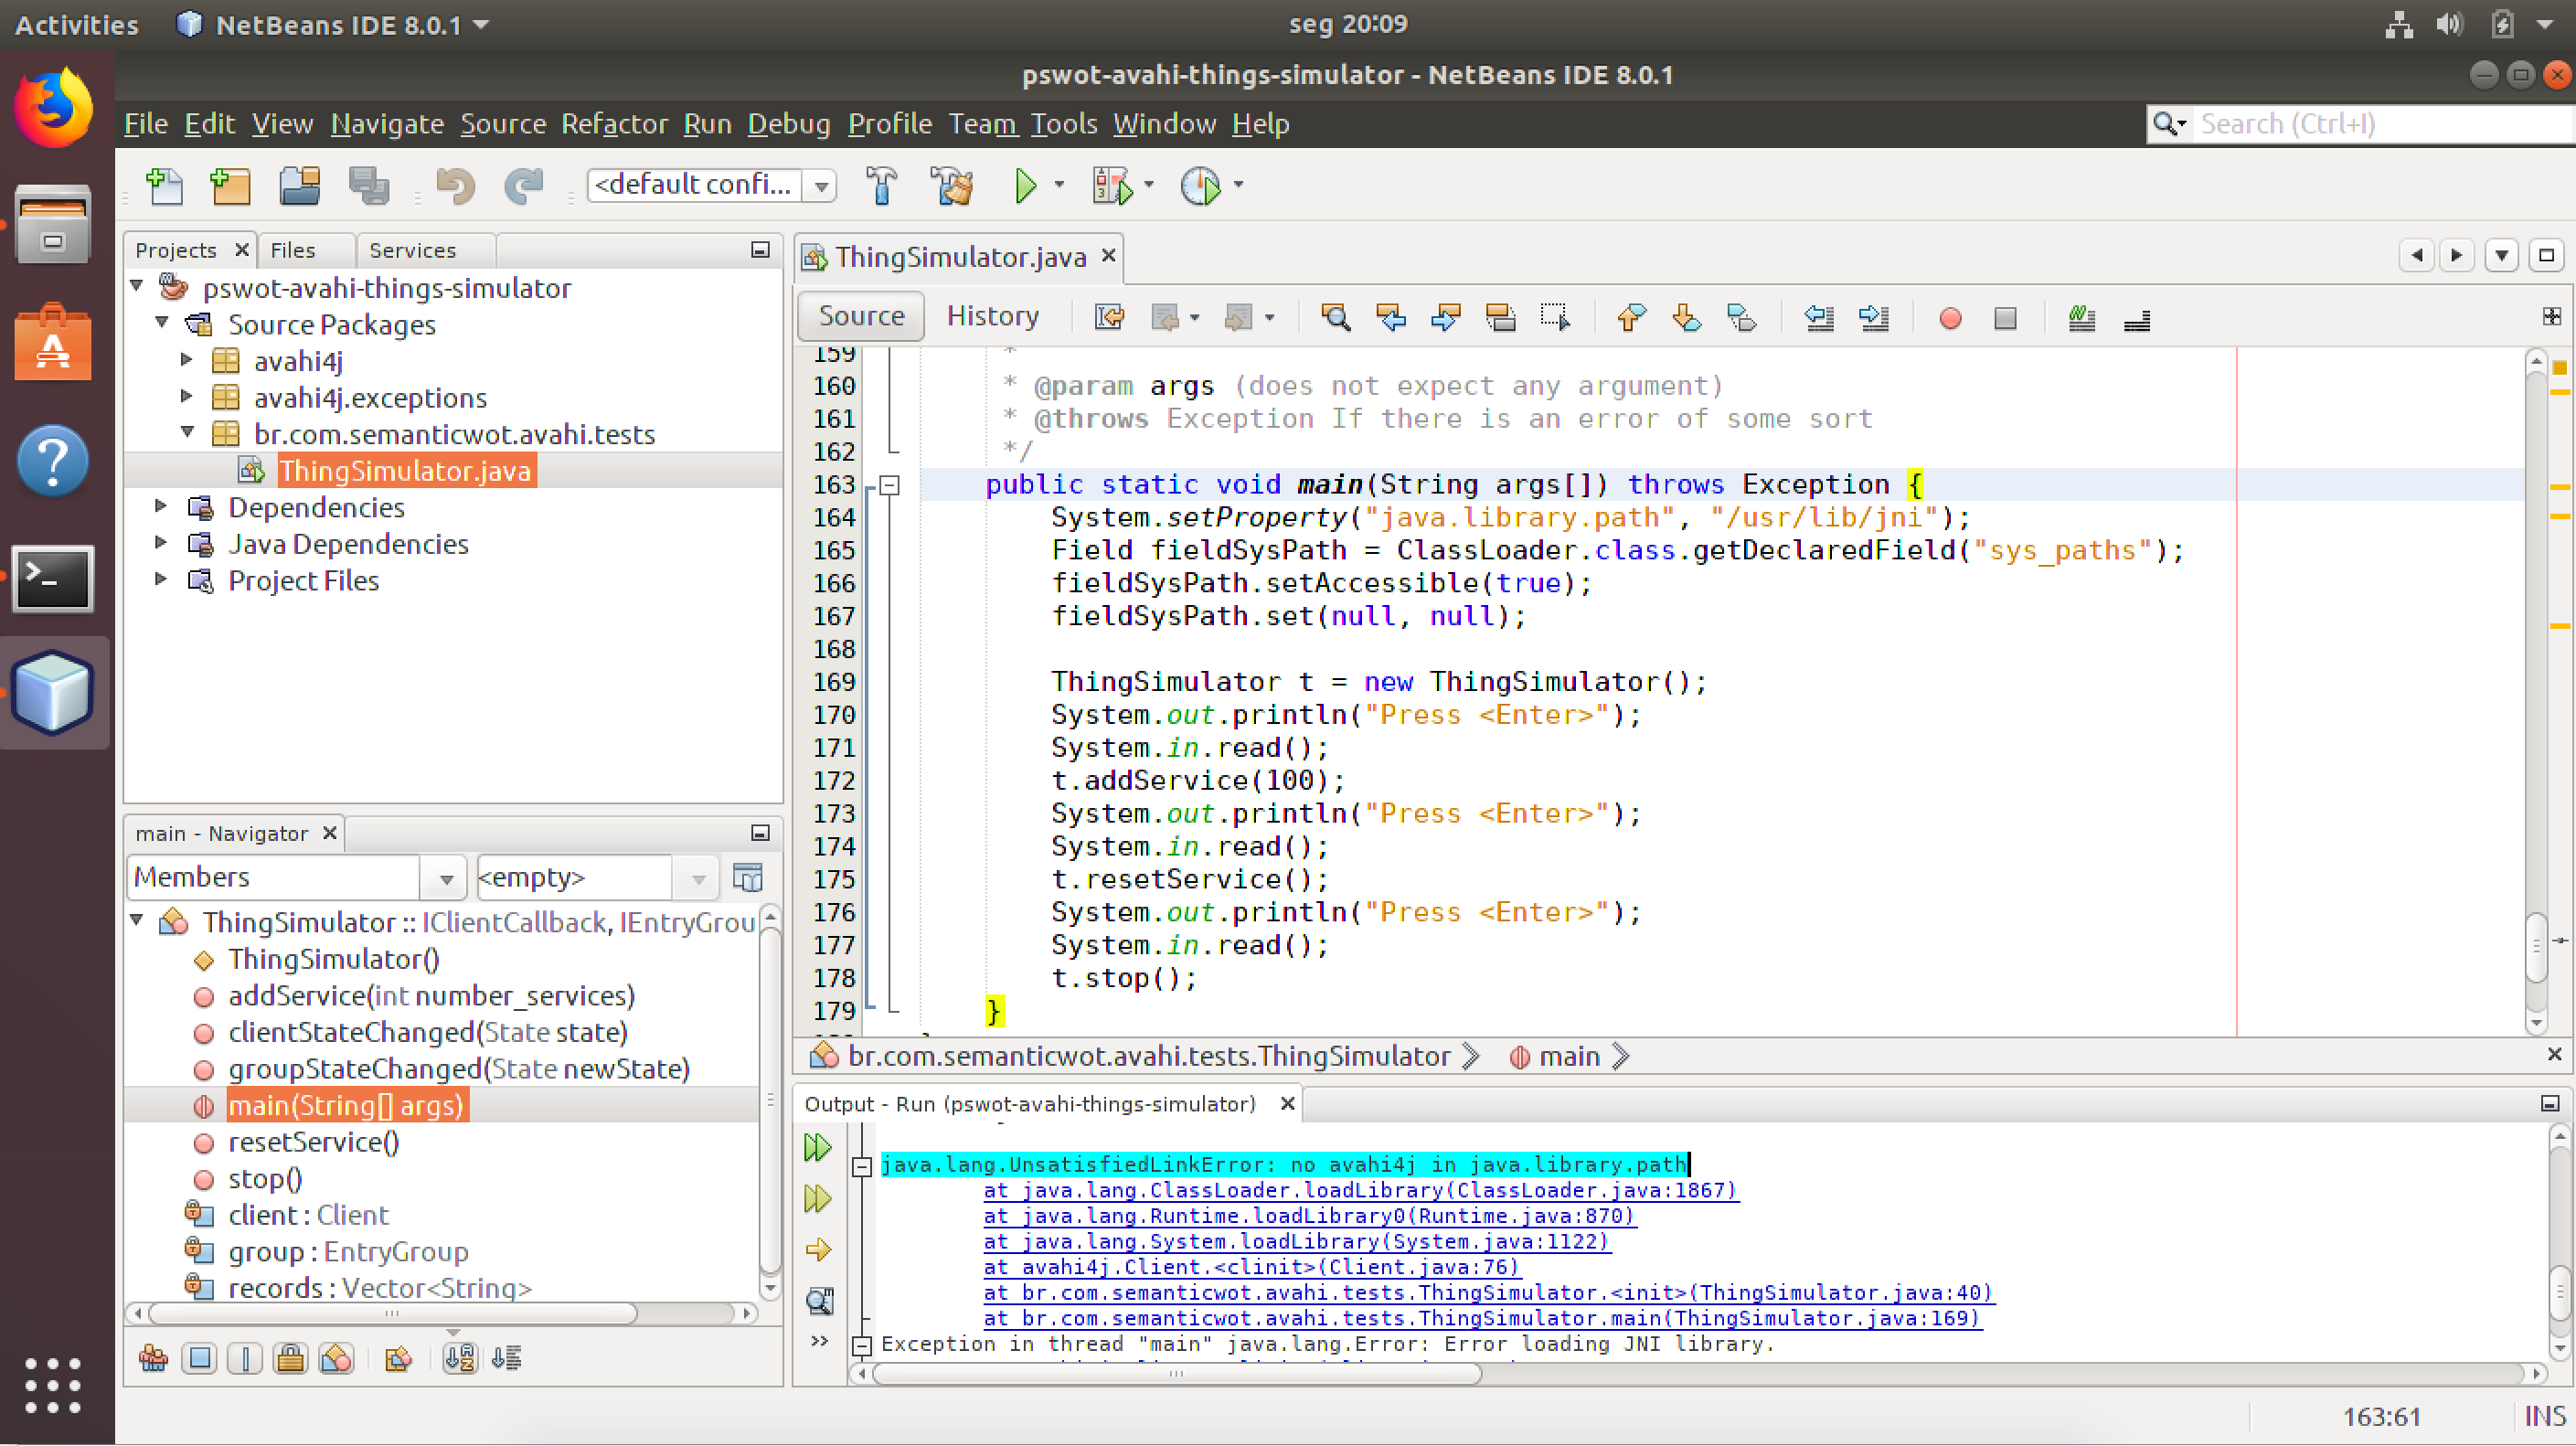 Activities NetBeans IDE 8.0.1 seg 20:09
pswot-avahi-things-simulator - NetBeans IDE 8.0.1
File Edit View Navigate Source Refactor Run Debug Profile Team Tools Window Help Search (Ctrl+I)
<default confi...
Projects Files Services
pswot-avahi-things-simulator
Source Packages
avahi4j
avahi4j.exceptions
br.com.semanticwot.avahi.tests
ThingSimulator.java
Dependencies
Java Dependencies
Project Files
main - Navigator
Members <empty>
ThingSimulator :: IClientCallback, IEntryGrou
ThingSimulator()
addService(int number_services)
clientStateChanged(State state)
groupStateChanged(State newState)
main(String[] args)
resetService()
stop()
client : Client
group : EntryGroup
records : Vector<String>
ThingSimulator.java
Source History
159 *
160 * @param args (does not expect any argument)
161 * @throws Exception If there is an error of some sort
162 */
163 public static void main(String args[]) throws Exception {
164 System.setProperty("java.library.path", "/usr/lib/jni");
165 Field fieldSysPath = ClassLoader.class.getDeclaredField("sys_paths");
166 fieldSysPath.setAccessible(true);
167 fieldSysPath.set(null, null);
168
169 ThingSimulator t = new ThingSimulator();
170 System.out.println("Press <Enter>");
171 System.in.read();
172 t.addService(100);
173 System.out.println("Press <Enter>");
174 System.in.read();
175 t.resetService();
176 System.out.println("Press <Enter>");
177 System.in.read();
178 t.stop();
179 }
br.com.semanticwot.avahi.tests.ThingSimulator main
Output - Run (pswot-avahi-things-simulator)
java.lang.UnsatisfiedLinkError: no avahi4j in java.library.path
at java.lang.ClassLoader.loadLibrary(ClassLoader.java:1867)
at java.lang.Runtime.loadLibrary0(Runtime.java:870)
at java.lang.System.loadLibrary(System.java:1122)
at avahi4j.Client.<clinit>(Client.java:76)
at br.com.semanticwot.avahi.tests.ThingSimulator.<init>(ThingSimulator.java:40)
at br.com.semanticwot.avahi.tests.ThingSimulator.main(ThingSimulator.java:169)
Exception in thread "main" java.lang.Error: Error loading JNI library.
163:61 INS